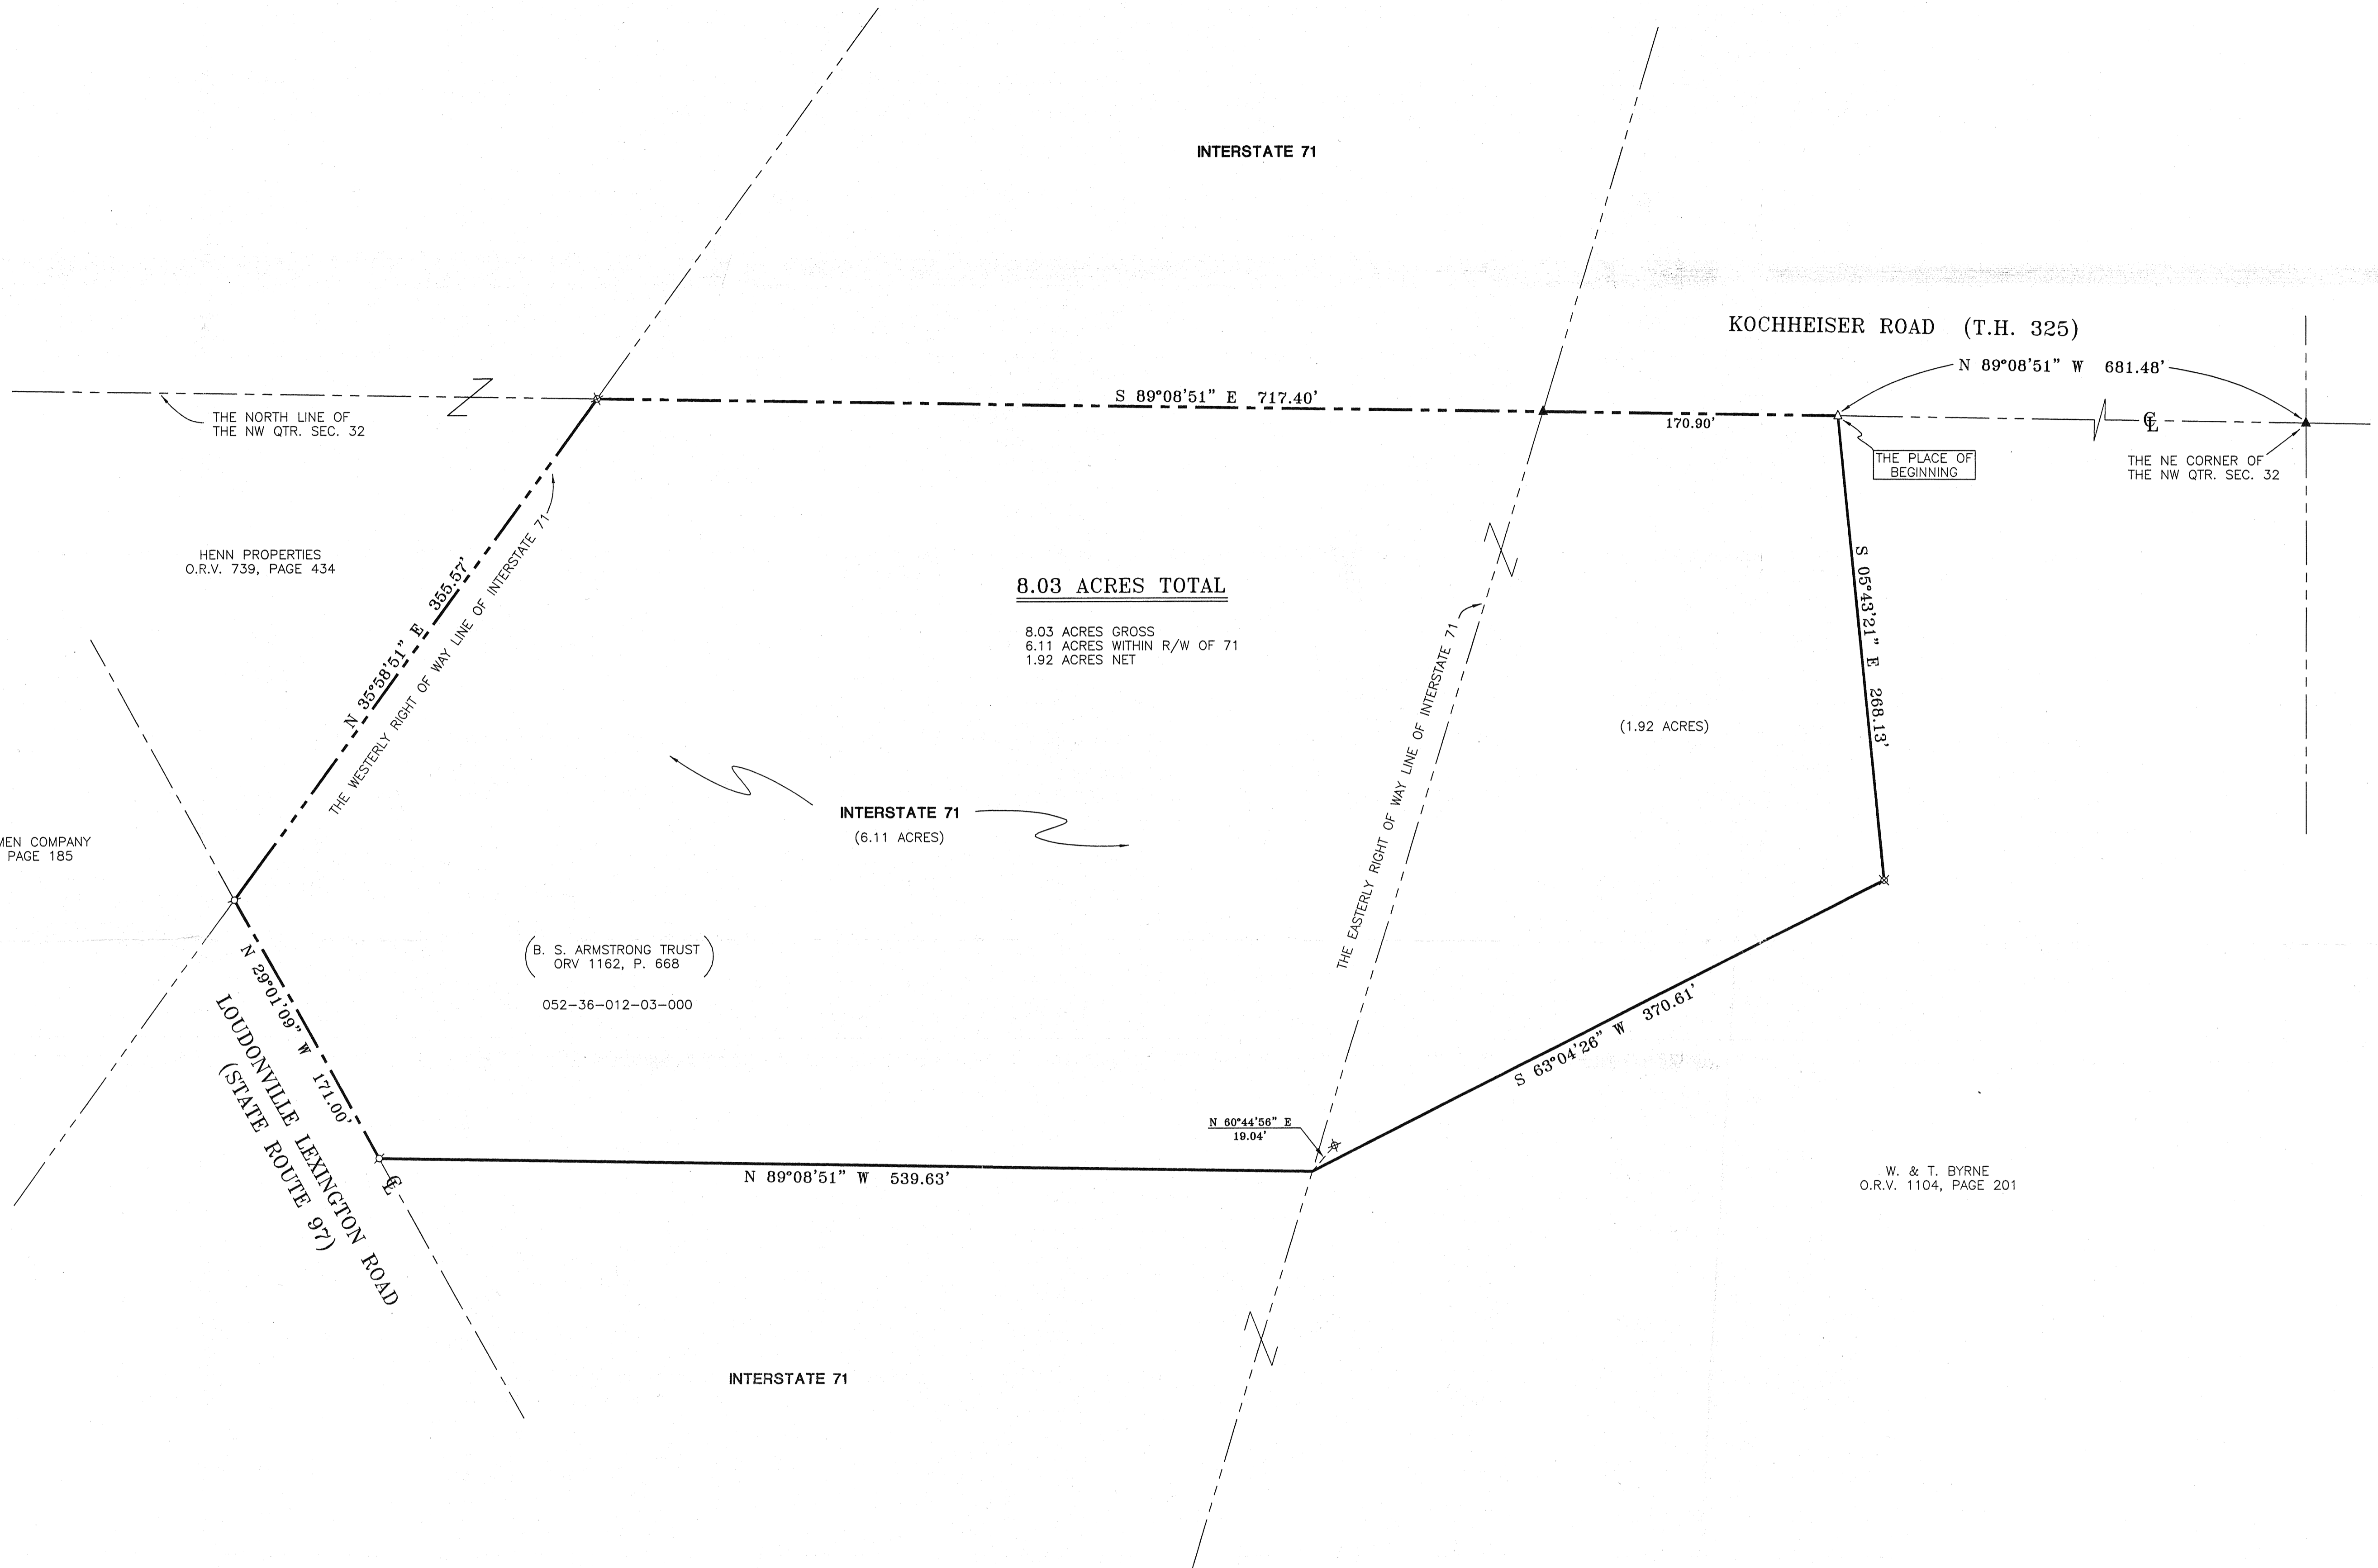 INTERSTATE 71
KOCHHEISER ROAD (T.H. 325)
N 89°08'51" W 681.48'
S 89°08'51" E 717.40'
170.90'
THE NORTH LINE OF
THE NW QTR. SEC. 32
THE PLACE OF
BEGINNING
THE NE CORNER OF
THE NW QTR. SEC. 32
HENN PROPERTIES
O.R.V. 739, PAGE 434
N 35°58'51" E 355.57'
THE WESTERLY RIGHT OF WAY LINE OF INTERSTATE 71
8.03 ACRES TOTAL
8.03 ACRES GROSS
6.11 ACRES WITHIN R/W OF 71
1.92 ACRES NET
THE EASTERLY RIGHT OF WAY LINE OF INTERSTATE 71
S 05°43'21" E 268.13'
(1.92 ACRES)
INTERSTATE 71
(6.11 ACRES)
MEN COMPANY
PAGE 185
(B. S. ARMSTRONG TRUST
ORV 1162, P. 668)
052-36-012-03-000
N 29°01'09" W 171.00'
LOUDONVILLE LEXINGTON ROAD
(STATE ROUTE 97)
S 63°04'26" W 370.61'
N 60°44'56" E
19.04'
N 89°08'51" W 539.63'
W. & T. BYRNE
O.R.V. 1104, PAGE 201
INTERSTATE 71